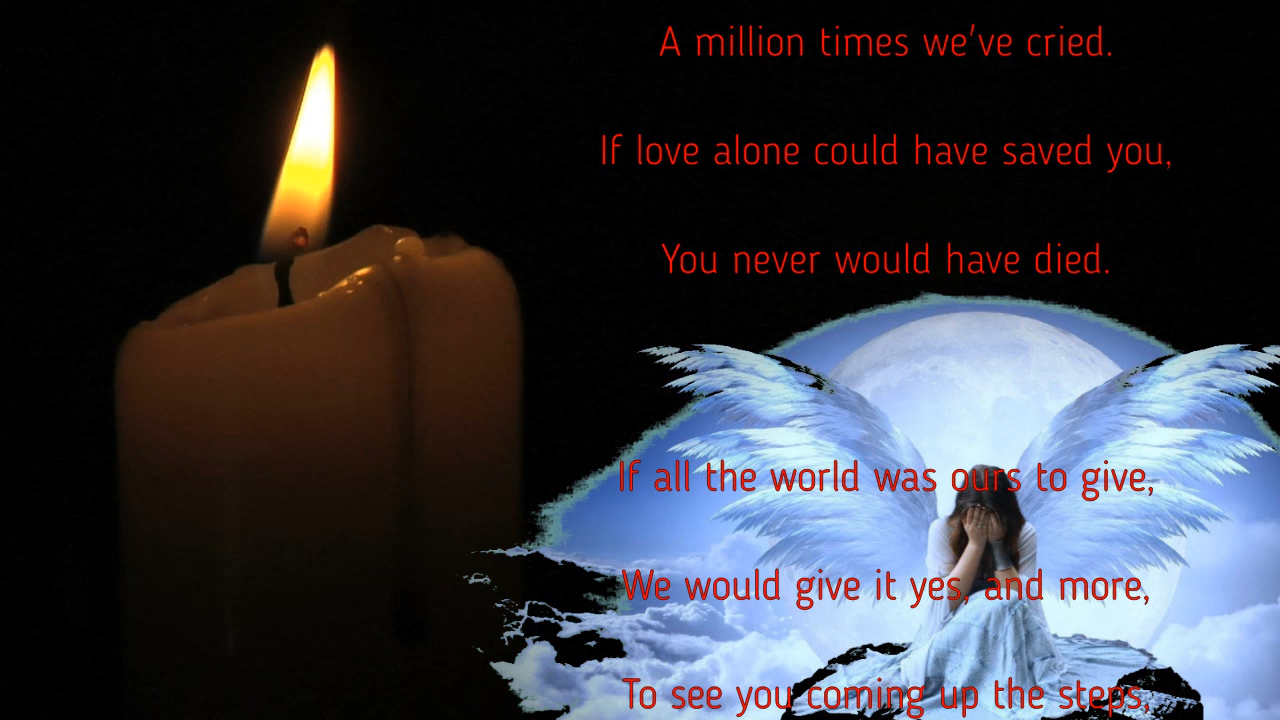 A million times we've cried.
If love alone could have saved you,
You never would have died.
If all the world was ours to give,
We would give it yes, and more,
To see you coming up the steps,